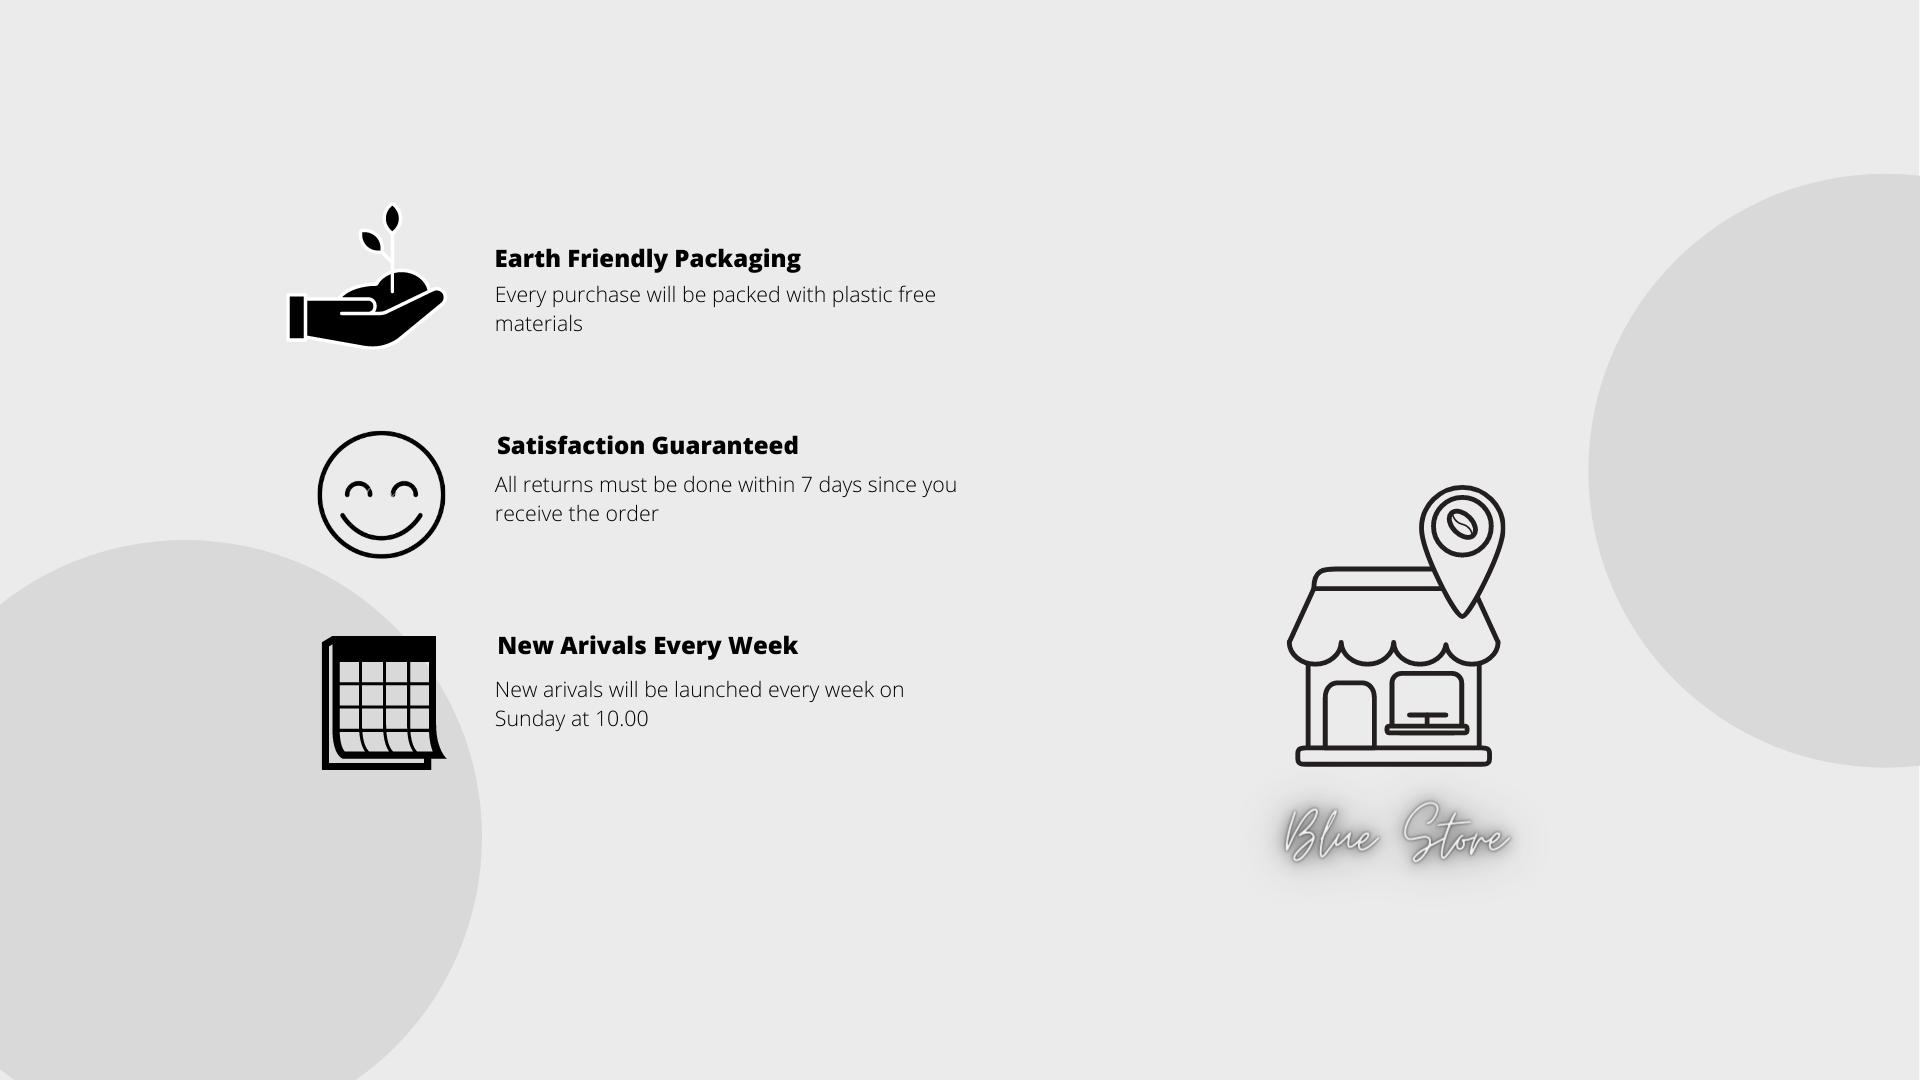 Earth Friendly Packaging
Every purchase will be packed with plastic free
materials
Satisfaction Guaranteed
All returns must be done within 7 days since you
receive the order
New Arivals Every Week
New arivals will be launched every week on
Sunday at 10.00
Blue Store